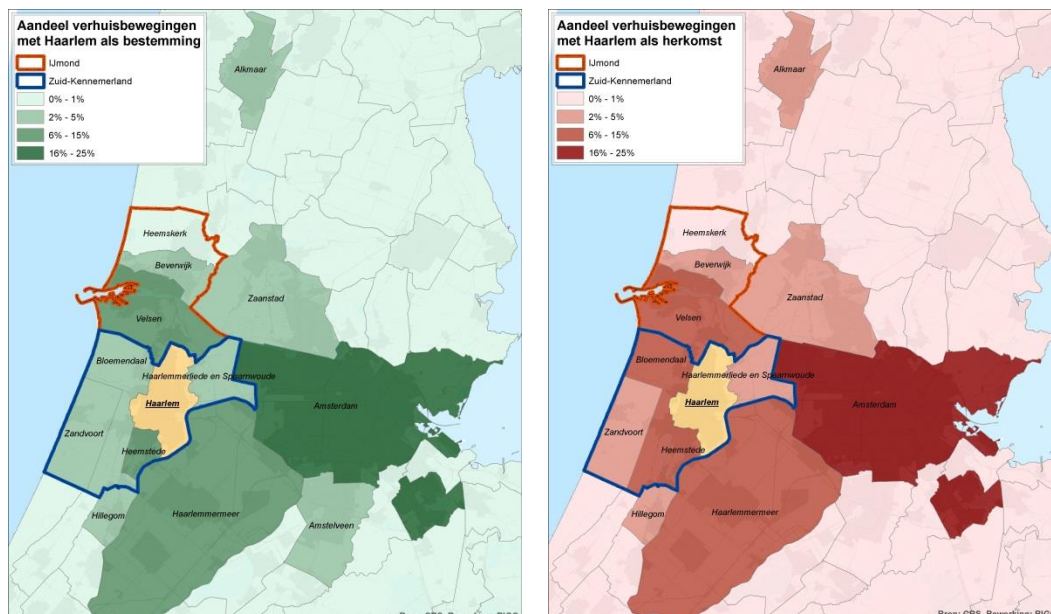 Aandeel verhuisbewegingen
met Haarlem als bestemming
IJmond
Zuid-Kennemerland
0% - 1%
2% - 5%
6% - 15%
16% - 25%
Alkmaar
Heemskerk
Beverwijk
Zaanstad
Velsen
Bloemendaal
Haarlemmerliede en Spaarnwoude
Haarlem
Amsterdam
Zandvoort
Heemstede
Hillegom
Haarlemmermeer
Amstelveen
Aandeel verhuisbewegingen
met Haarlem als herkomst
IJmond
Zuid-Kennemerland
0% - 1%
2% - 5%
6% - 15%
16% - 25%
Alkmaar
Heemskerk
Beverwijk
Zaanstad
Velsen
Bloemendaal
Haarlemmerliede en Spaarnwoude
Haarlem
Amsterdam
Zandvoort
Heemstede
Hillegom
Haarlemmermeer
Bron: CBS, Bewerking: